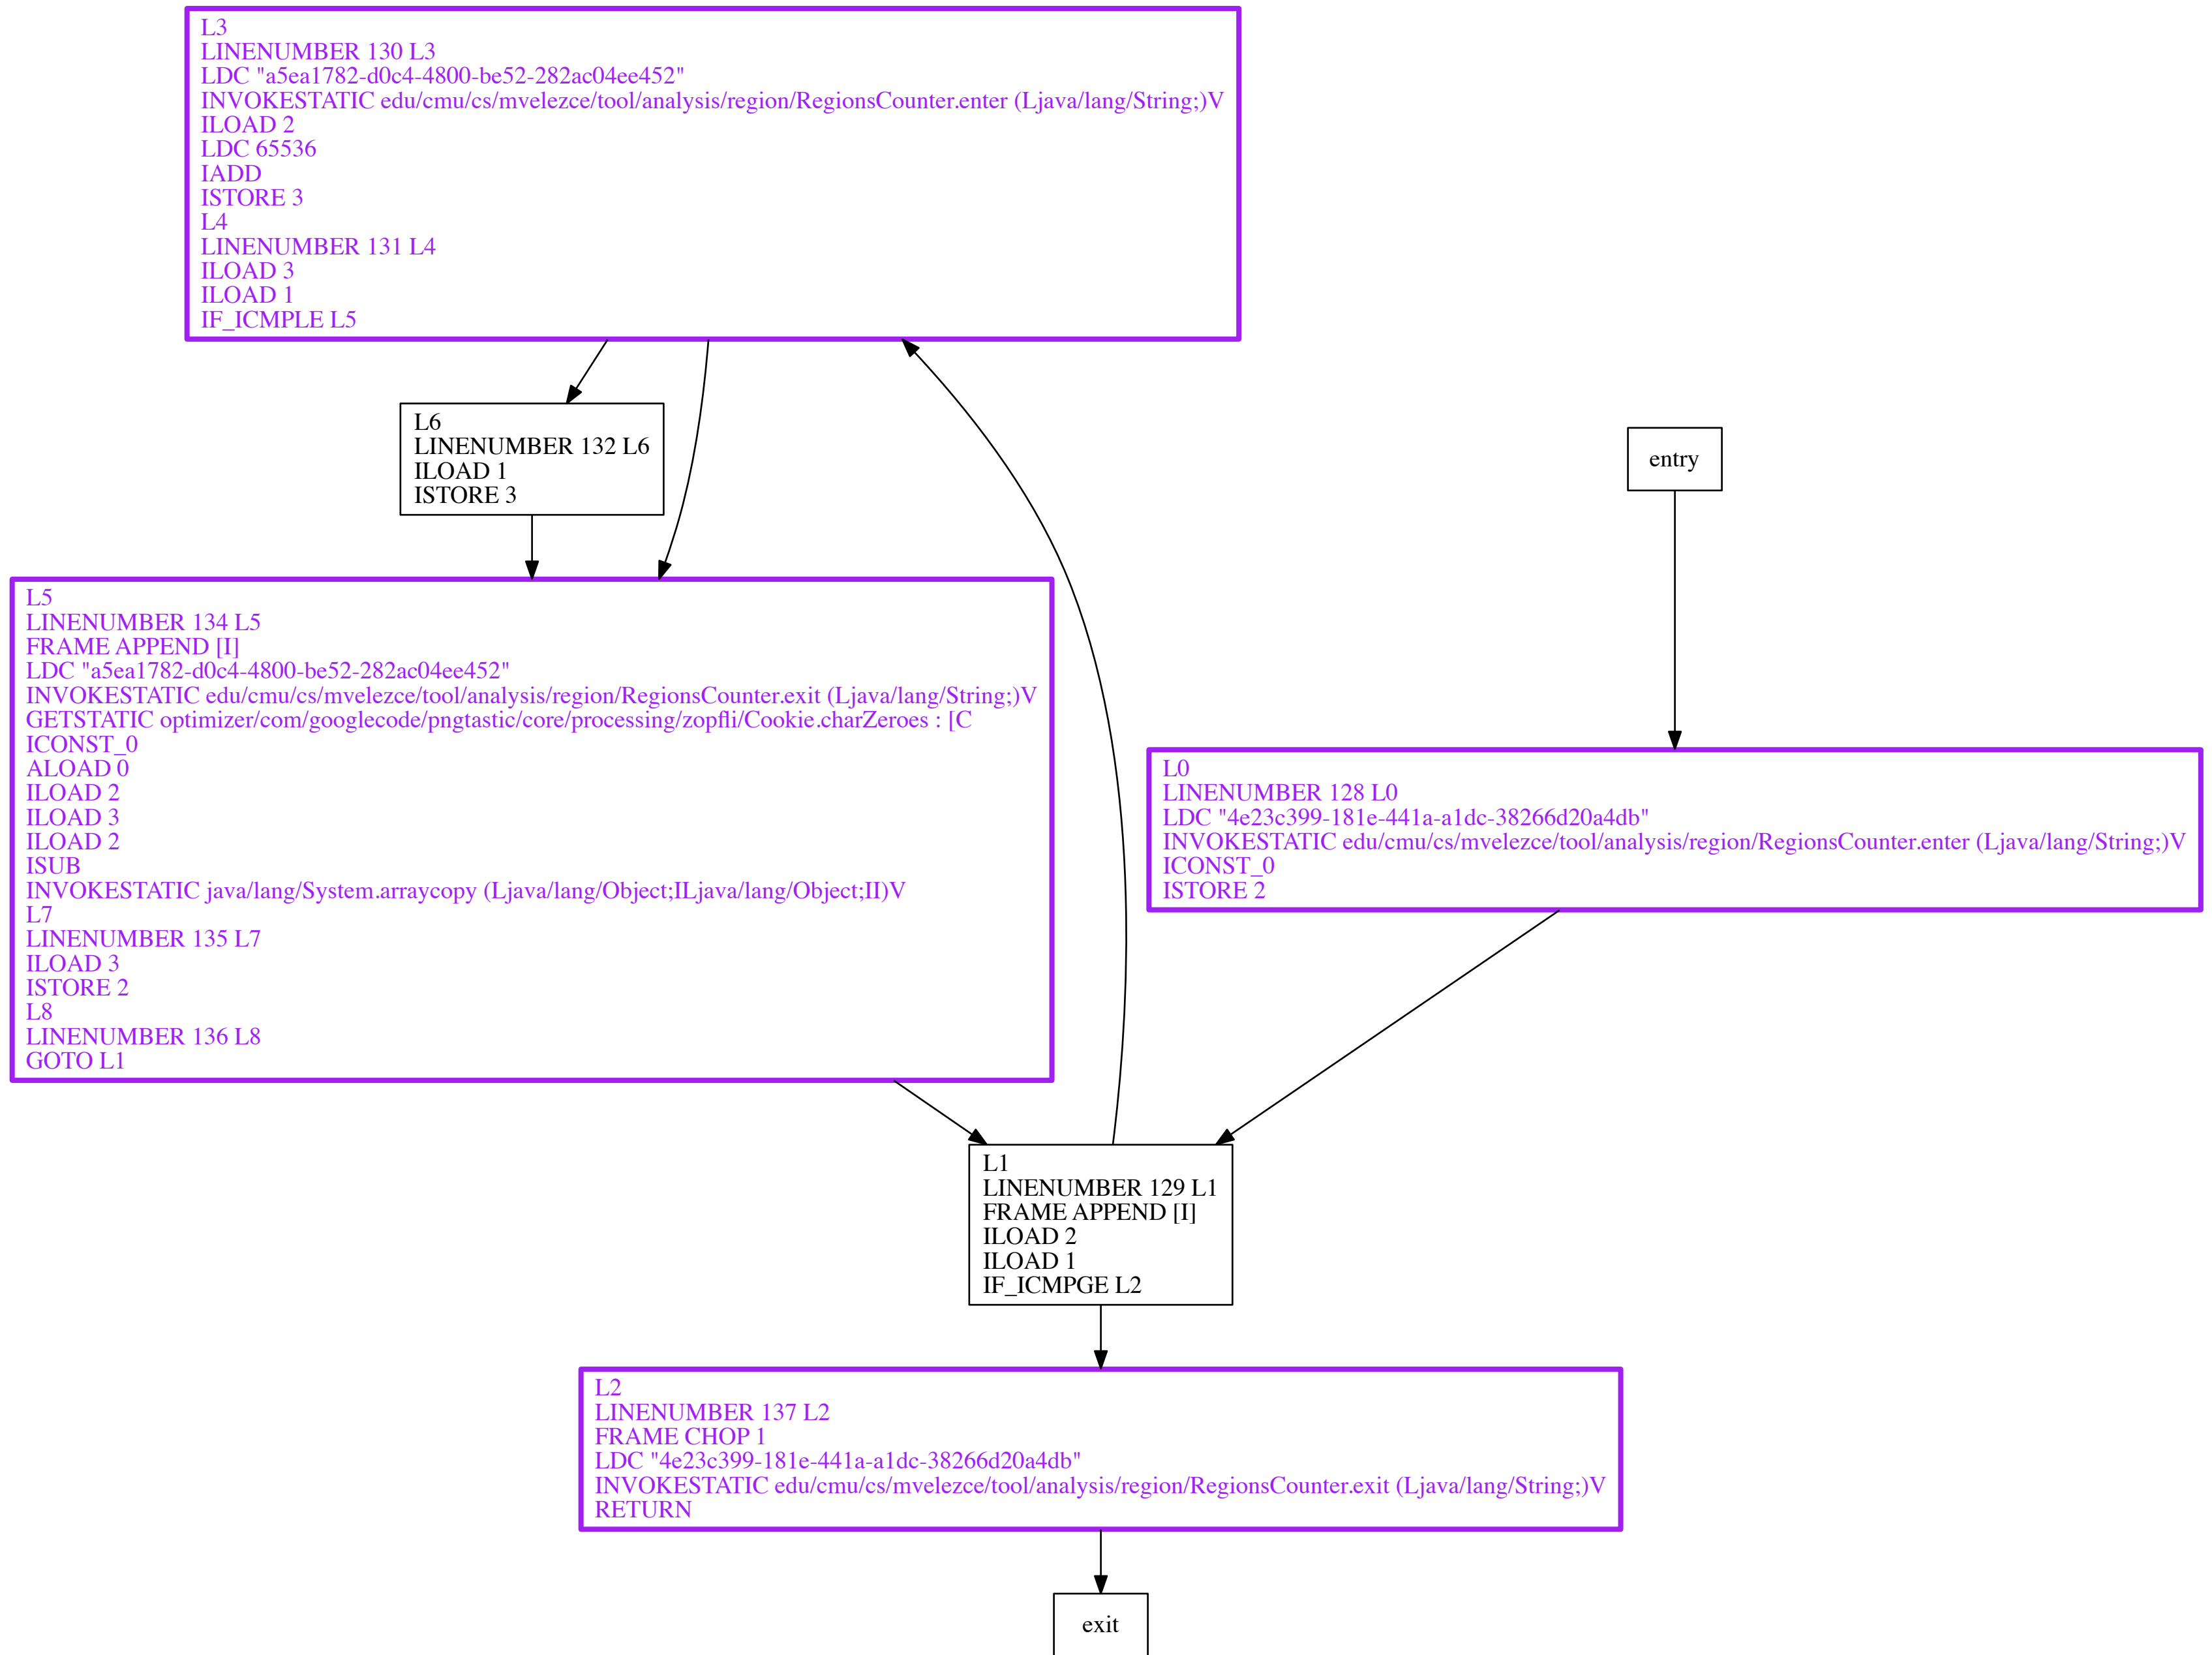 L3
LINENUMBER 130 L3
LDC "a5ea1782-d0c4-4800-be52-282ac04ee452"
INVOKESTATIC edu/cmu/cs/mvelezce/tool/analysis/region/RegionsCounter.enter (Ljava/lang/String;)V
ILOAD 2
LDC 65536
IADD
ISTORE 3
L4
LINENUMBER 131 L4
ILOAD 3
ILOAD 1
IF_ICMPLE L5
L6
LINENUMBER 132 L6
ILOAD 1
ISTORE 3
entry
L5
LINENUMBER 134 L5
FRAME APPEND [I]
LDC "a5ea1782-d0c4-4800-be52-282ac04ee452"
INVOKESTATIC edu/cmu/cs/mvelezce/tool/analysis/region/RegionsCounter.exit (Ljava/lang/String;)V
GETSTATIC optimizer/com/googlecode/pngtastic/core/processing/zopfli/Cookie.charZeroes : [C
ICONST_0
ALOAD 0
ILOAD 2
ILOAD 3
ILOAD 2
ISUB
INVOKESTATIC java/lang/System.arraycopy (Ljava/lang/Object;ILjava/lang/Object;II)V
L7
LINENUMBER 135 L7
ILOAD 3
ISTORE 2
L8
LINENUMBER 136 L8
GOTO L1
L0
LINENUMBER 128 L0
LDC "4e23c399-181e-441a-a1dc-38266d20a4db"
INVOKESTATIC edu/cmu/cs/mvelezce/tool/analysis/region/RegionsCounter.enter (Ljava/lang/String;)V
ICONST_0
ISTORE 2
L1
LINENUMBER 129 L1
FRAME APPEND [I]
ILOAD 2
ILOAD 1
IF_ICMPGE L2
L2
LINENUMBER 137 L2
FRAME CHOP 1
LDC "4e23c399-181e-441a-a1dc-38266d20a4db"
INVOKESTATIC edu/cmu/cs/mvelezce/tool/analysis/region/RegionsCounter.exit (Ljava/lang/String;)V
RETURN
exit